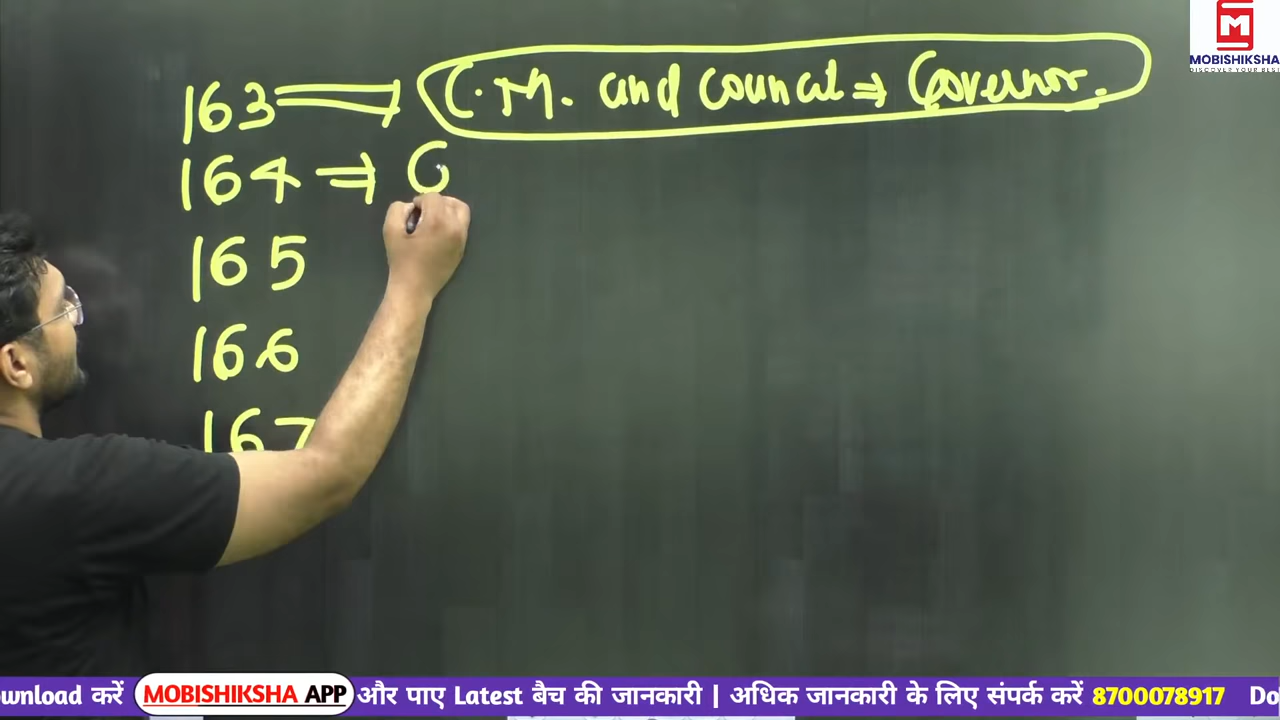 M
MOBISHIKSHA
163 ⇒ C.M. and council ⇒ Governor.
164 ⇒ G
165
166
167
ownload करें MOBISHIKSHA APP और पाए Latest बैच की जानकारी | अधिक जानकारी के लिए संपर्क करें 8700078917 Do